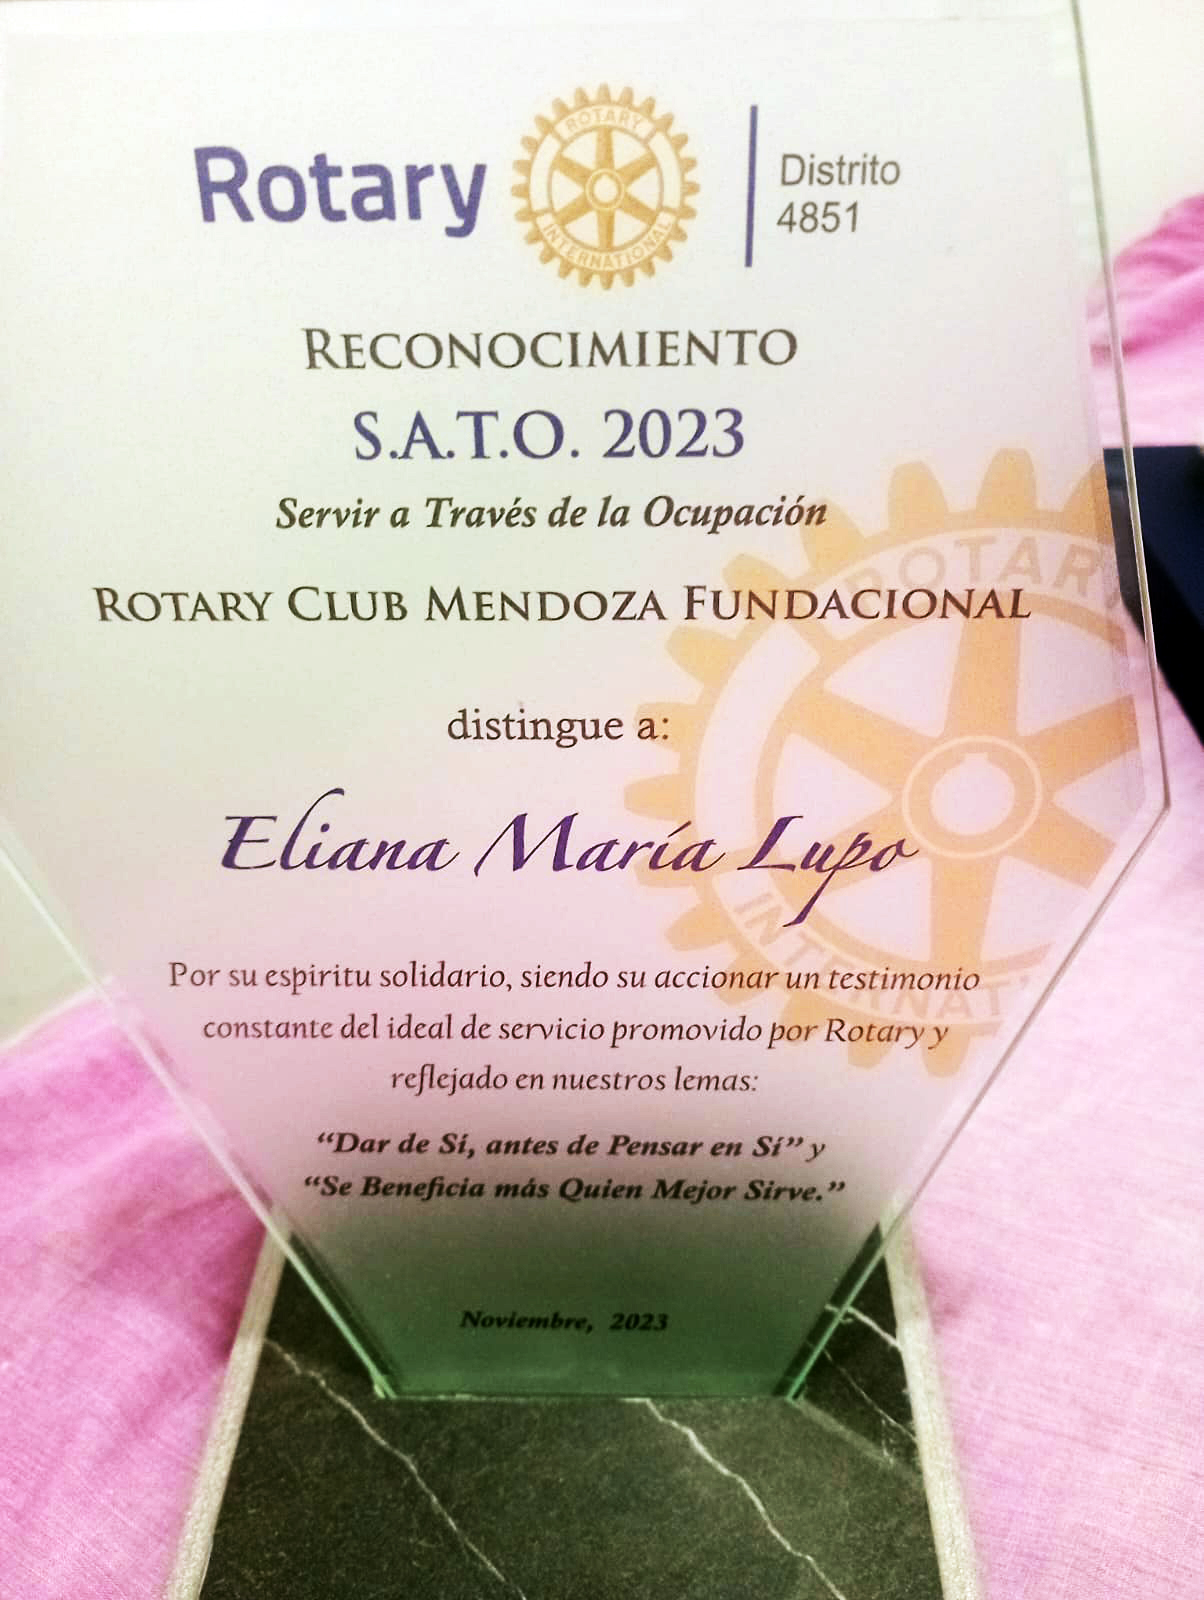 Rotary
ROTARY
INTERNATIONAL
Distrito
4851
RECONOCIMIENTO
S.A.T.O. 2023
Servir a Través de la Ocupación
ROTARY CLUB MENDOZA FUNDACIONAL
distingue a:
Eliana María Lupo
Por su espiritu solidario, siendo su accionar un testimonio
constante del ideal de servicio promovido por Rotary y
reflejado en nuestros lemas:
“Dar de Sí, antes de Pensar en Sí” y
“Se Beneficia más Quien Mejor Sirve.”
Noviembre, 2023
ROTARY
INTERNAT